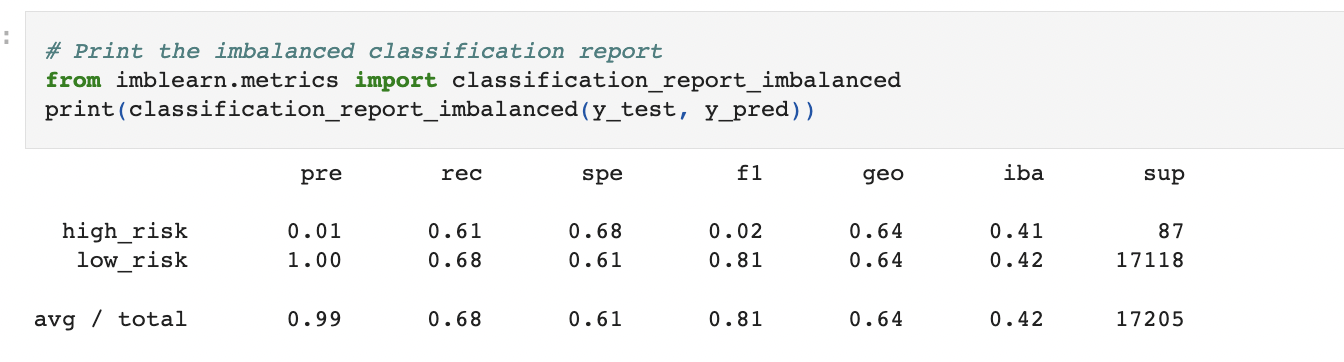 :
# Print the imbalanced classification report
from imblearn.metrics import classification_report_imbalanced
print(classification_report_imbalanced(y_test, y_pred))
pre rec spe f1 geo iba sup
high_risk 0.01 0.61 0.68 0.02 0.64 0.41 87
low_risk 1.00 0.68 0.61 0.81 0.64 0.42 17118
avg / total 0.99 0.68 0.61 0.81 0.64 0.42 17205